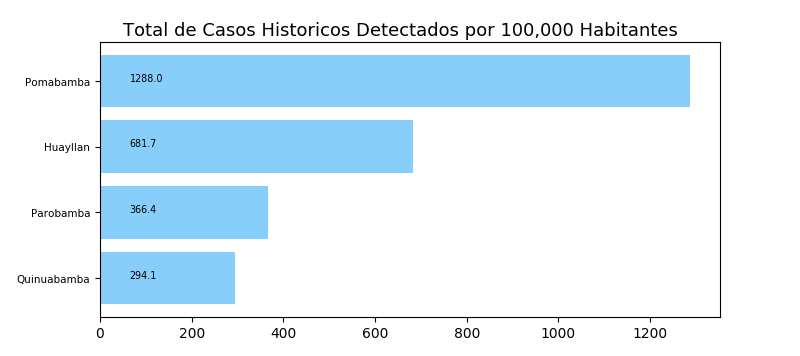 Total de Casos Historicos Detectados por 100,000 Habitantes
Pomabamba 1288.0
Huayllan 681.7
Parobamba 366.4
Quinuabamba 294.1
0 200 400 600 800 1000 1200